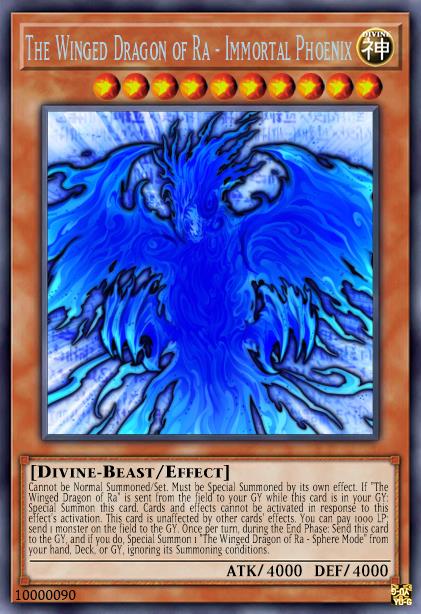 The Winged Dragon of Ra - Immortal Phoenix
DIVINE
神
[Divine-Beast/Effect]
Cannot be Normal Summoned/Set. Must be Special Summoned by its own effect. If "The
Winged Dragon of Ra" is sent from the field to your GY while this card is in your GY:
Special Summon this card. Cards and effects cannot be activated in response to this
effect's activation. This card is unaffected by other cards' effects. You can pay 1000 LP;
send 1 monster on the field to the GY. Once per turn, during the End Phase: Send this card
to the GY, and if you do, Special Summon 1 "The Winged Dragon of Ra - Sphere Mode" from
your hand, Deck, or GY, ignoring its Summoning conditions.
ATK/4000 DEF/4000
10000090